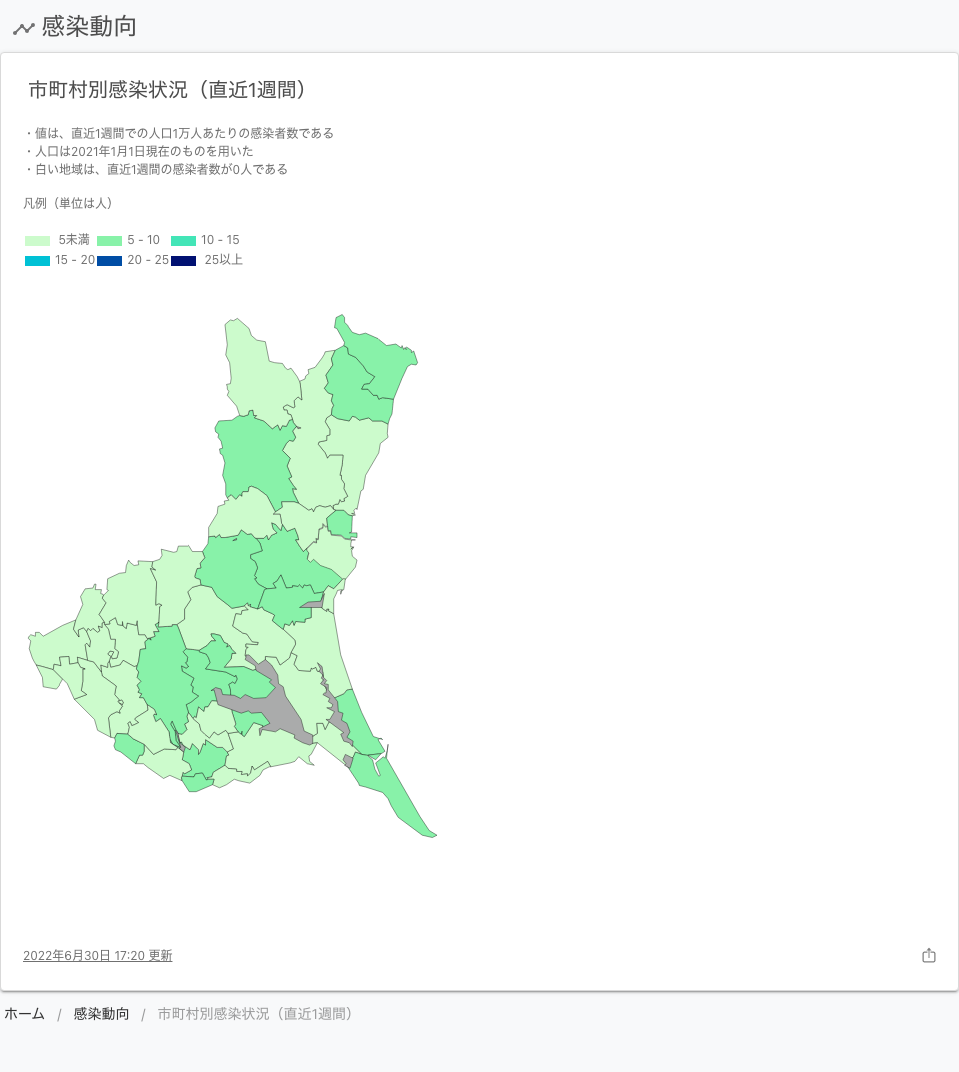 感染動向
市町村別感染状況（直近1週間）
・値は、直近1週間での人口1万人あたりの感染者数である
・人口は2021年1月1日現在のものを用いた
・白い地域は、直近1週間の感染者数が0人である
凡例（単位は人）
5未満 5 - 10 10 - 15
15 - 20 20 - 25 25以上
2022年6月30日 17:20 更新
ホーム / 感染動向 / 市町村別感染状況（直近1週間）